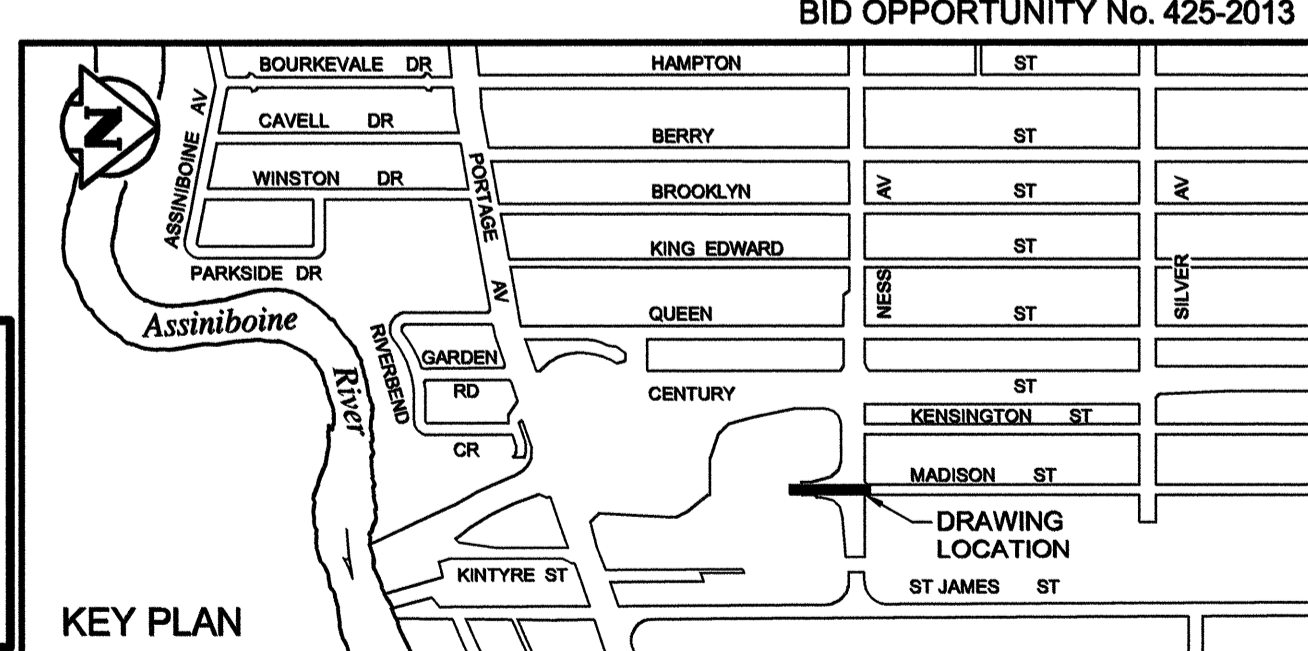 BID OPPORTUNITY No. 425-2013
N
BOURKEVALE DR
HAMPTON ST
ASSINIBOINE AV
CAVELL DR
BERRY ST
WINSTON DR
PORTAGE AV
BROOKLYN ST
NESS AV
SILVER AV
KING EDWARD ST
PARKSIDE DR
Assiniboine River
QUEEN ST
RIVERBEND CR
GARDEN RD
CENTURY ST
KENSINGTON ST
MADISON ST
DRAWING
LOCATION
KINTYRE ST
ST JAMES ST
KEY PLAN